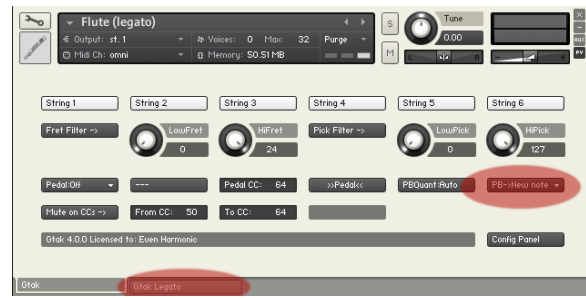 Flute (legato)
S
Tune
0.00
Output: st.1
Voices: 0 Max: 32
Purge
AUX
Midi Ch: omni
Memory: 50.51MB
M
L
R
PV
String 1
String 2
String 3
String 4
String 5
String 6
Fret Filter ->
LowFret
0
HiFret
24
Pick Filter ->
LowPick
0
HiPick
127
Pedal:Off
---
Pedal CC: 64
>>Pedal<<
PBQuant:Auto
PB->New note
Mute on CCs ->
From CC: 50
To CC: 64
Gtak 4.0.0 Licensed to: Even Harmonic
Config Panel
Gtak
Gtak Legato